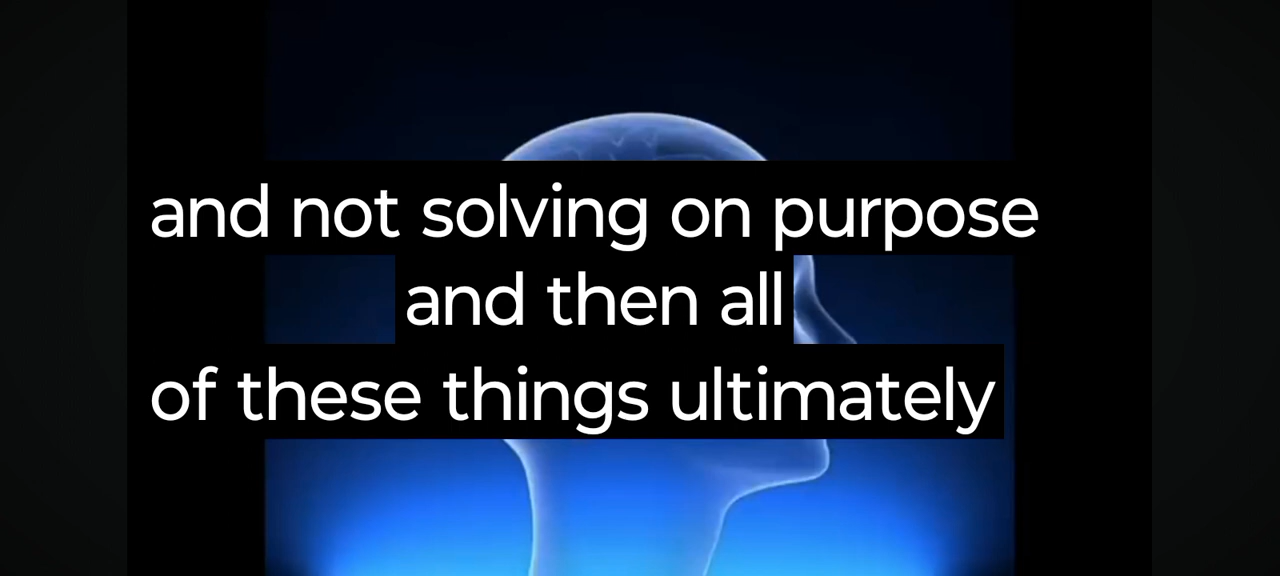 and not solving on purpose
and then all
of these things ultimately